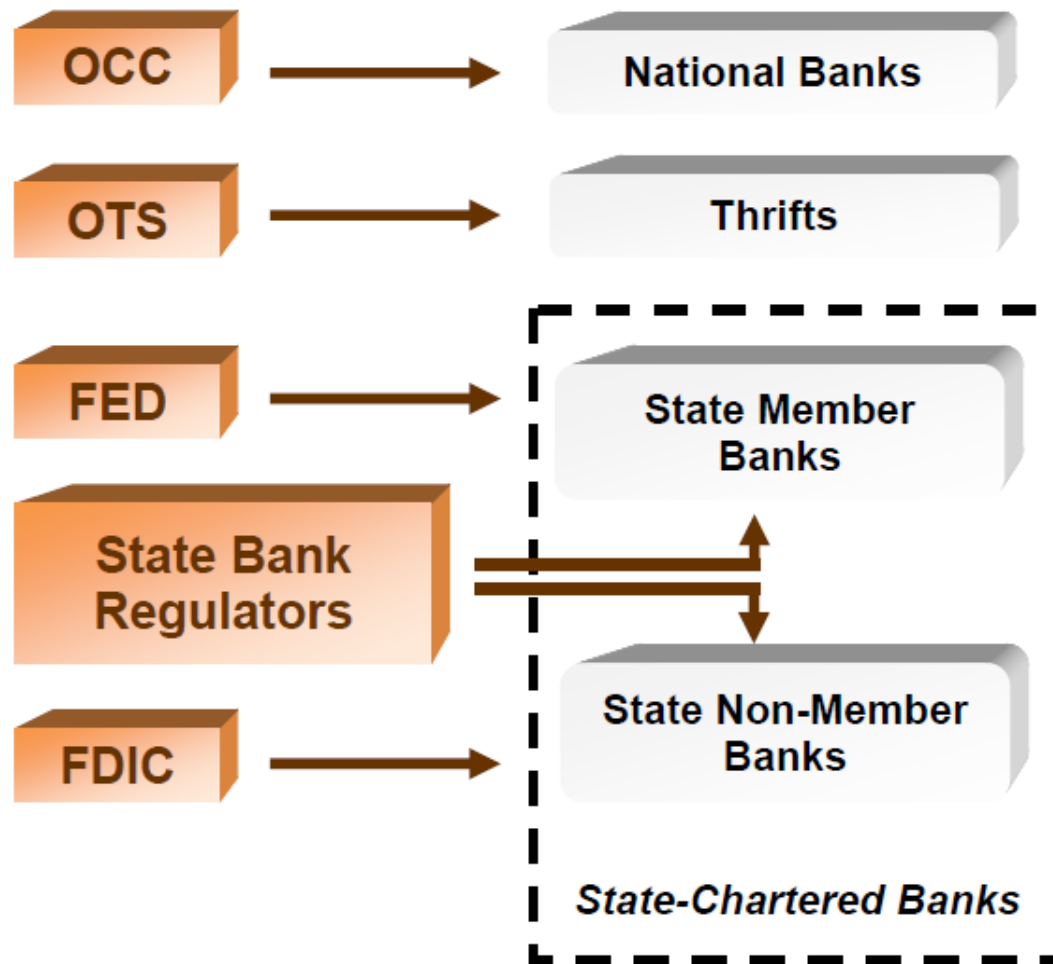 OCC
National Banks
OTS
Thrifts
FED
State Member
Banks
State Bank
Regulators
State Non-Member
Banks
FDIC
State-Chartered Banks